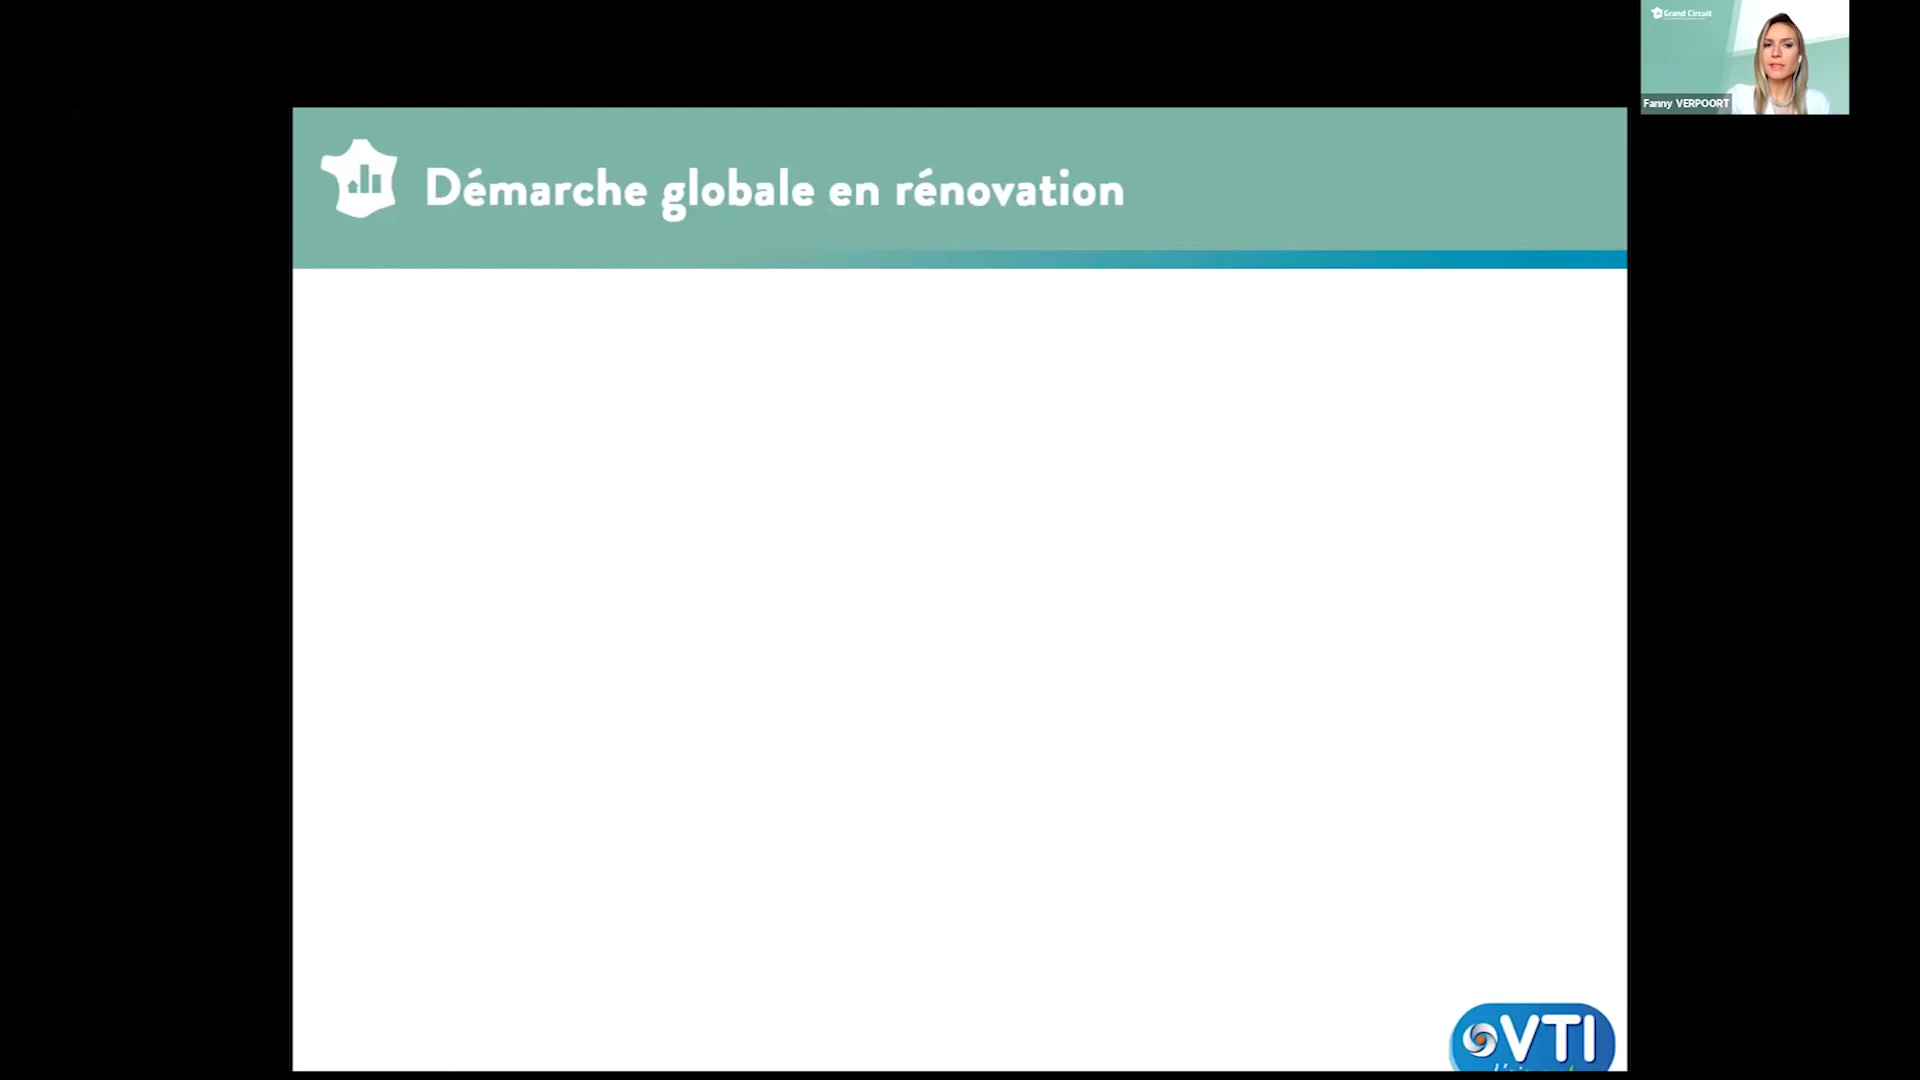 Grand Circuit
Fanny VERPOORT
Démarche globale en rénovation
VTI